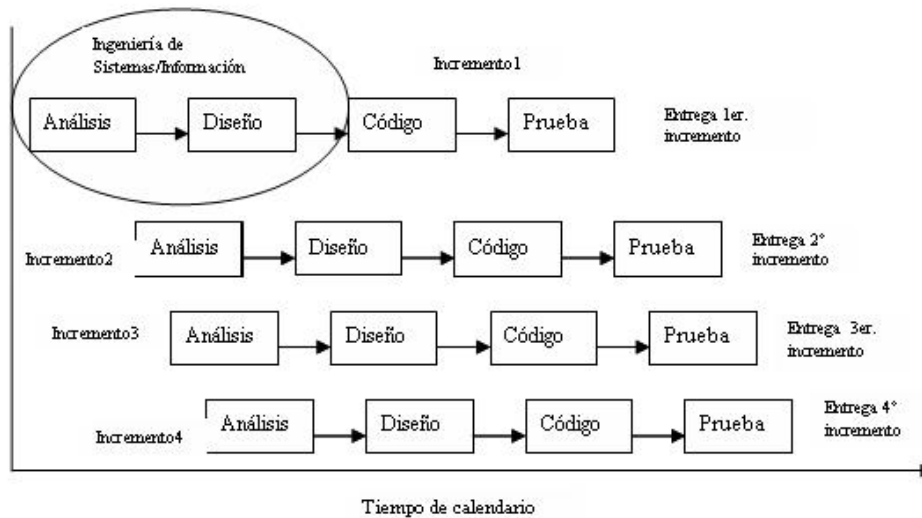 Ingeniería de
Sistemas/Información
Incremento1
Análisis
Diseño
Código
Prueba
Entrega 1er.
incremento
Incremento2
Análisis
Diseño
Código
Prueba
Entrega 2°
incremento
Incremento3
Análisis
Diseño
Código
Prueba
Entrega 3er.
incremento
Incremento4
Análisis
Diseño
Código
Prueba
Entrega 4°
incremento
Tiempo de calendario